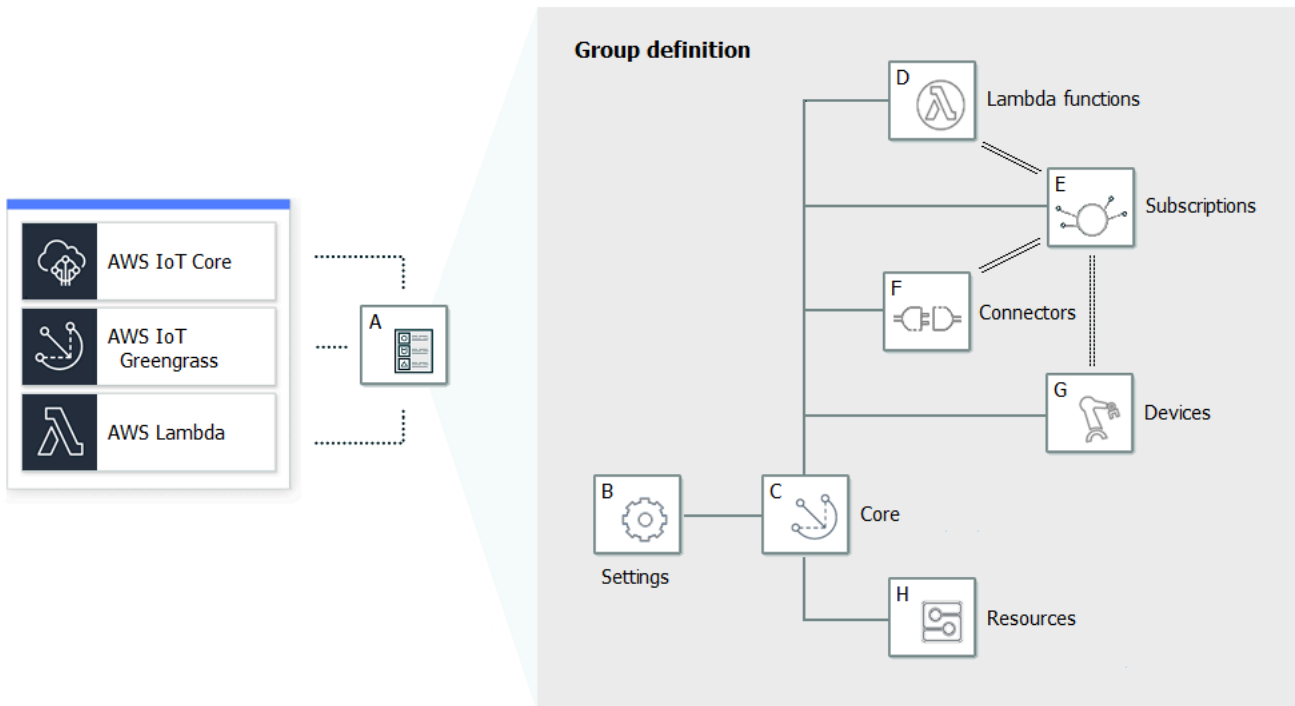 Group definition
D
Lambda functions
E
Subscriptions
AWS IoT Core
F
Connectors
A
AWS IoT
Greengrass
G
Devices
AWS Lambda
B
C
Core
Settings
H
Resources